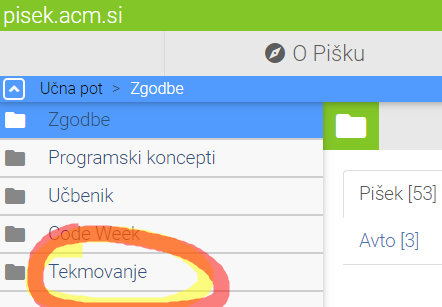 pisek.acm.si
O Pišku
Učna pot > Zgodbe
Zgodbe
Programski koncepti
Učbenik
Code Week
Tekmovanje
Pišek [53]
Avto [3]